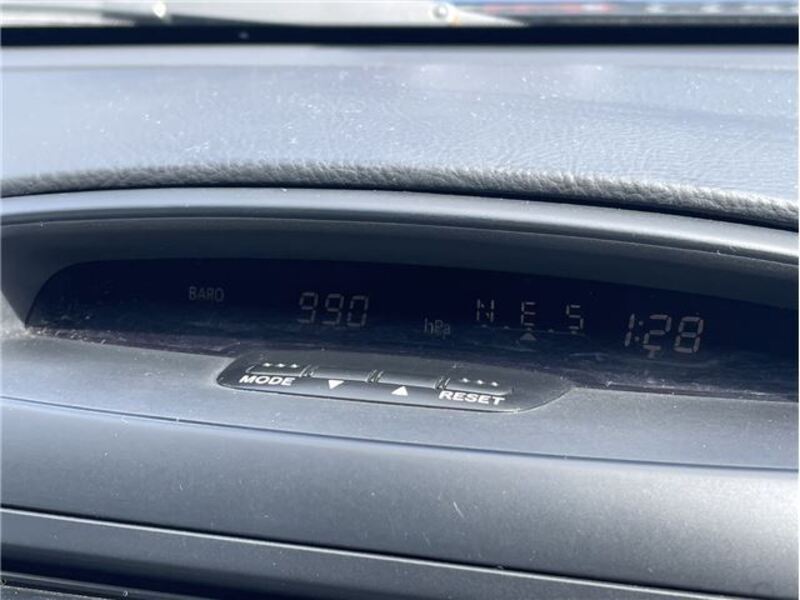 BARO 990 hPa N E S 1:28
MODE ▼ ▲ RESET